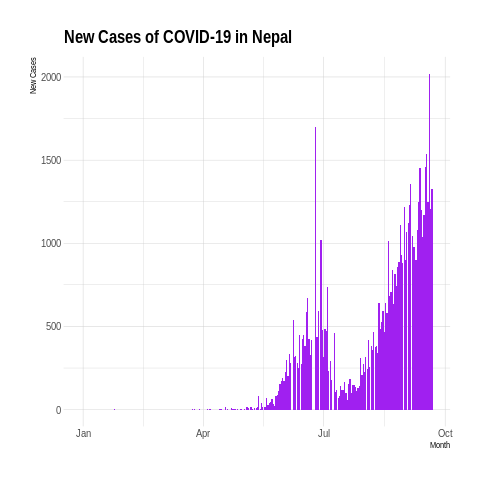 New Cases of COVID-19 in Nepal
New Cases
2000
1500
1000
500
0
Jan Apr Jul Oct
Month